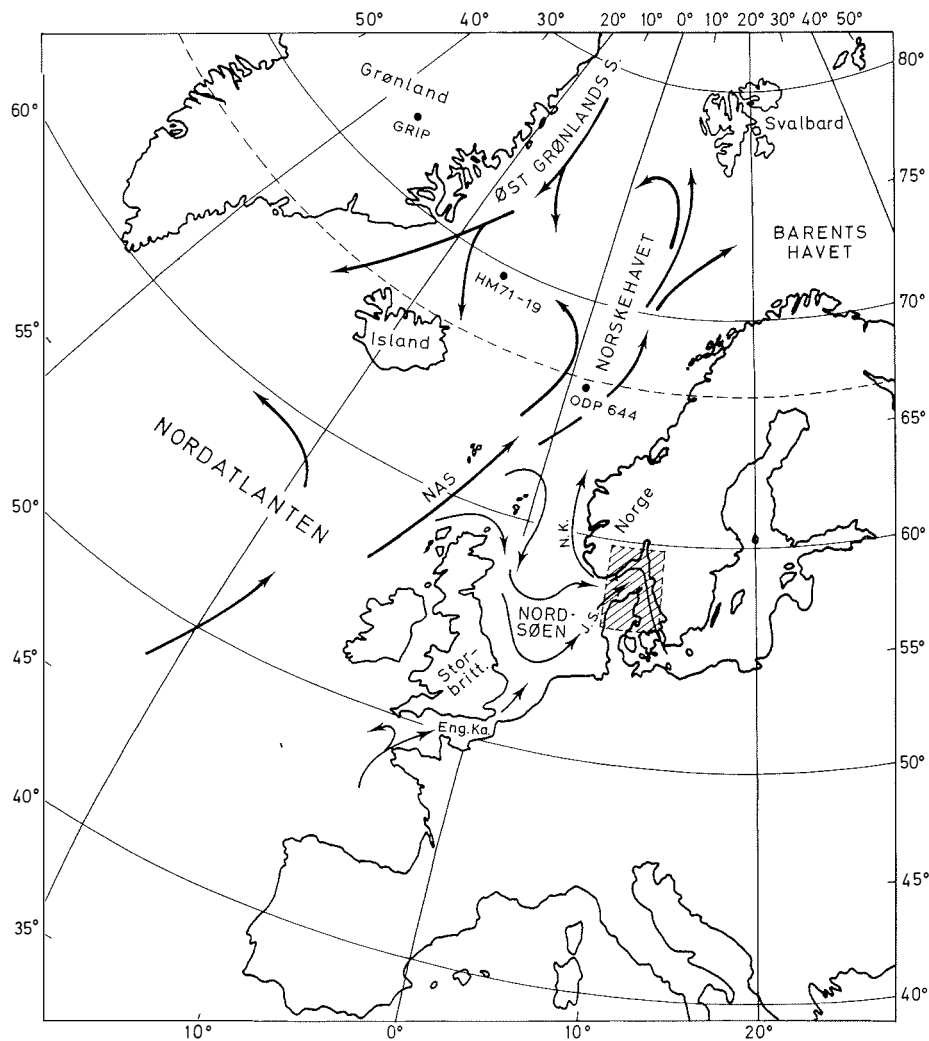 50° 40° 30° 20° 10° 0° 10° 20° 30° 40° 50°
80°
60°
Grønland
GRIP
ØST GRØNLANDS S.
Svalbard
75°
BARENTS
HAVET
NORSKEHAVET
HM71-19
70°
55°
Island
ODP 644
65°
NORDATLANTEN
NAS
50°
Norge
N.K.
60°
NORD-
SØEN
J.S.
55°
45°
Stor-
britt.
Eng.Ka.
50°
40°
45°
35°
40°
10° 0° 10° 20°